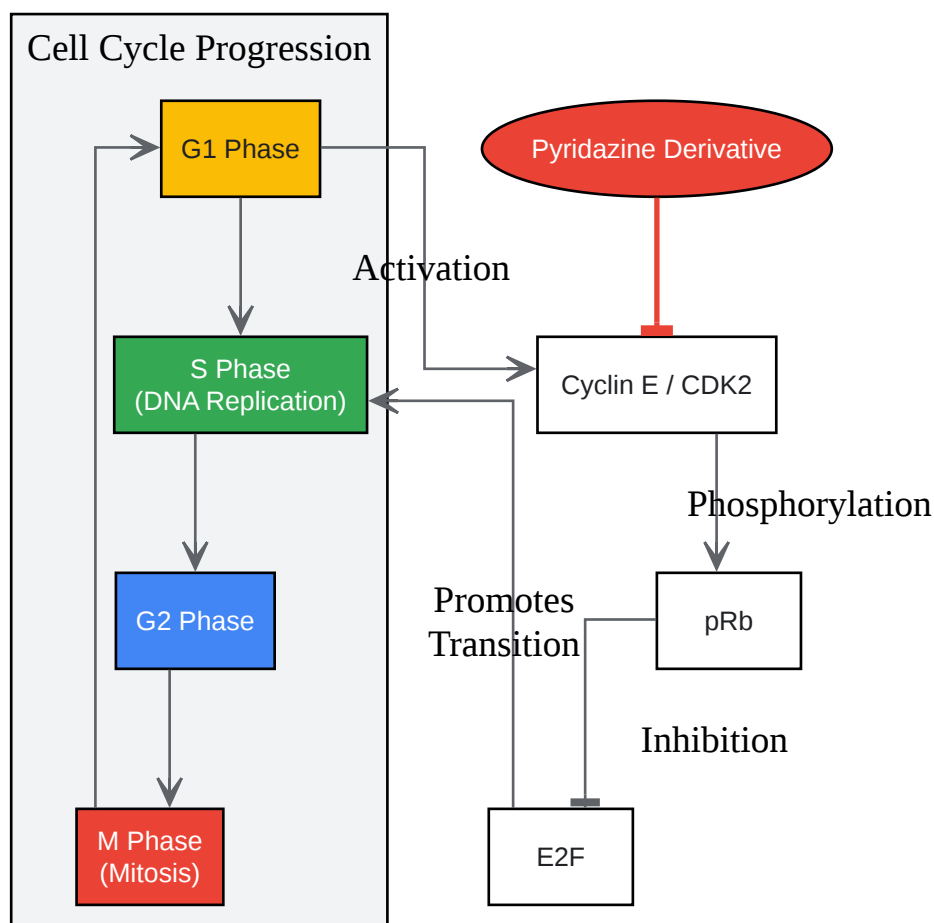 Cell Cycle Progression
G1 Phase
Pyridazine Derivative
Activation
S Phase
(DNA Replication)
Cyclin E / CDK2
Phosphorylation
G2 Phase
Promotes
Transition
pRb
Inhibition
M Phase
(Mitosis)
E2F